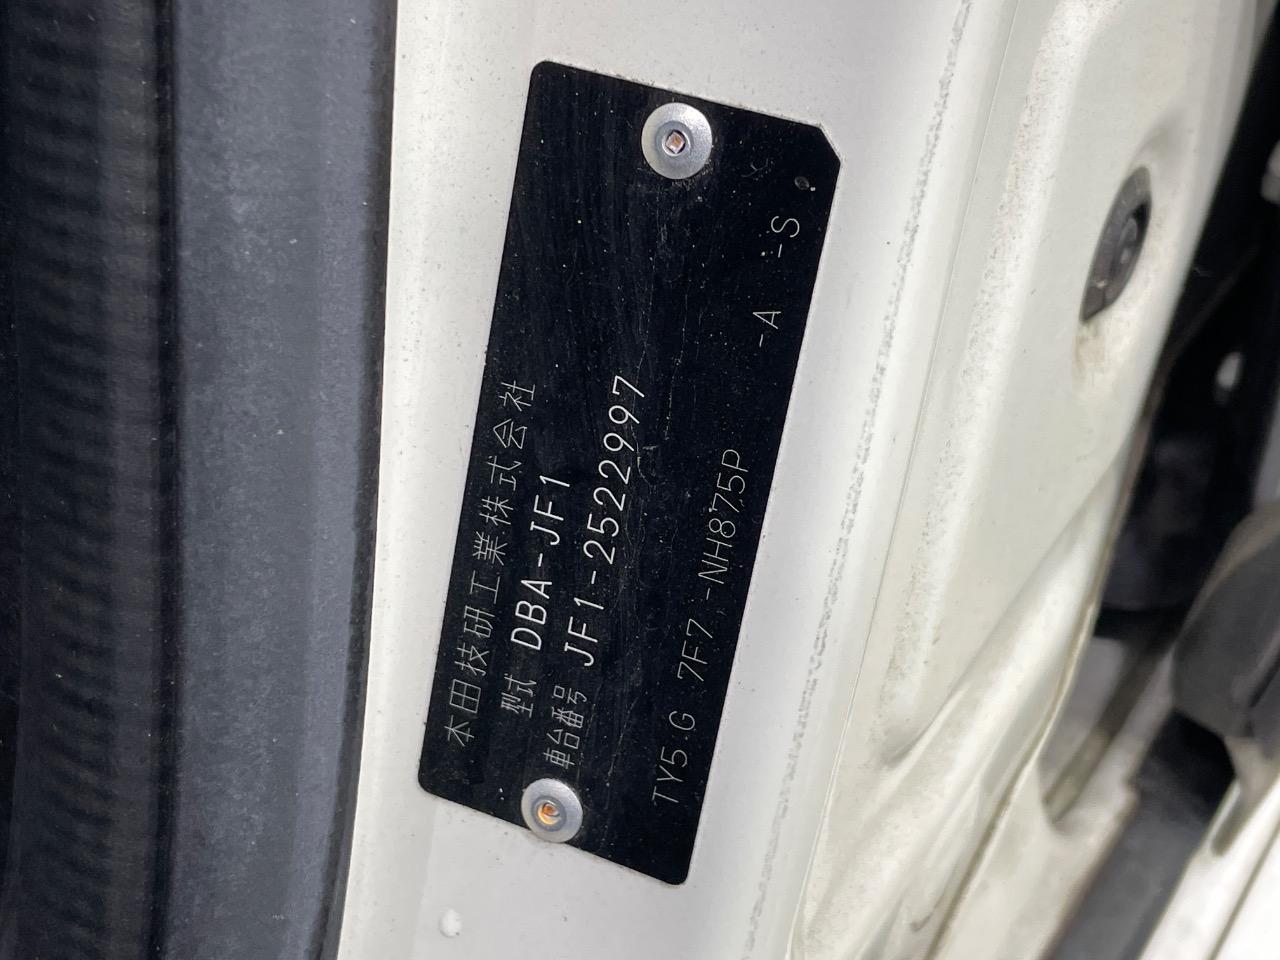 本田技研工業株式会社
型式 DBA-JF1
車台番号 JF1-2522997
TY5.G 7F7.-NH875P -A -S